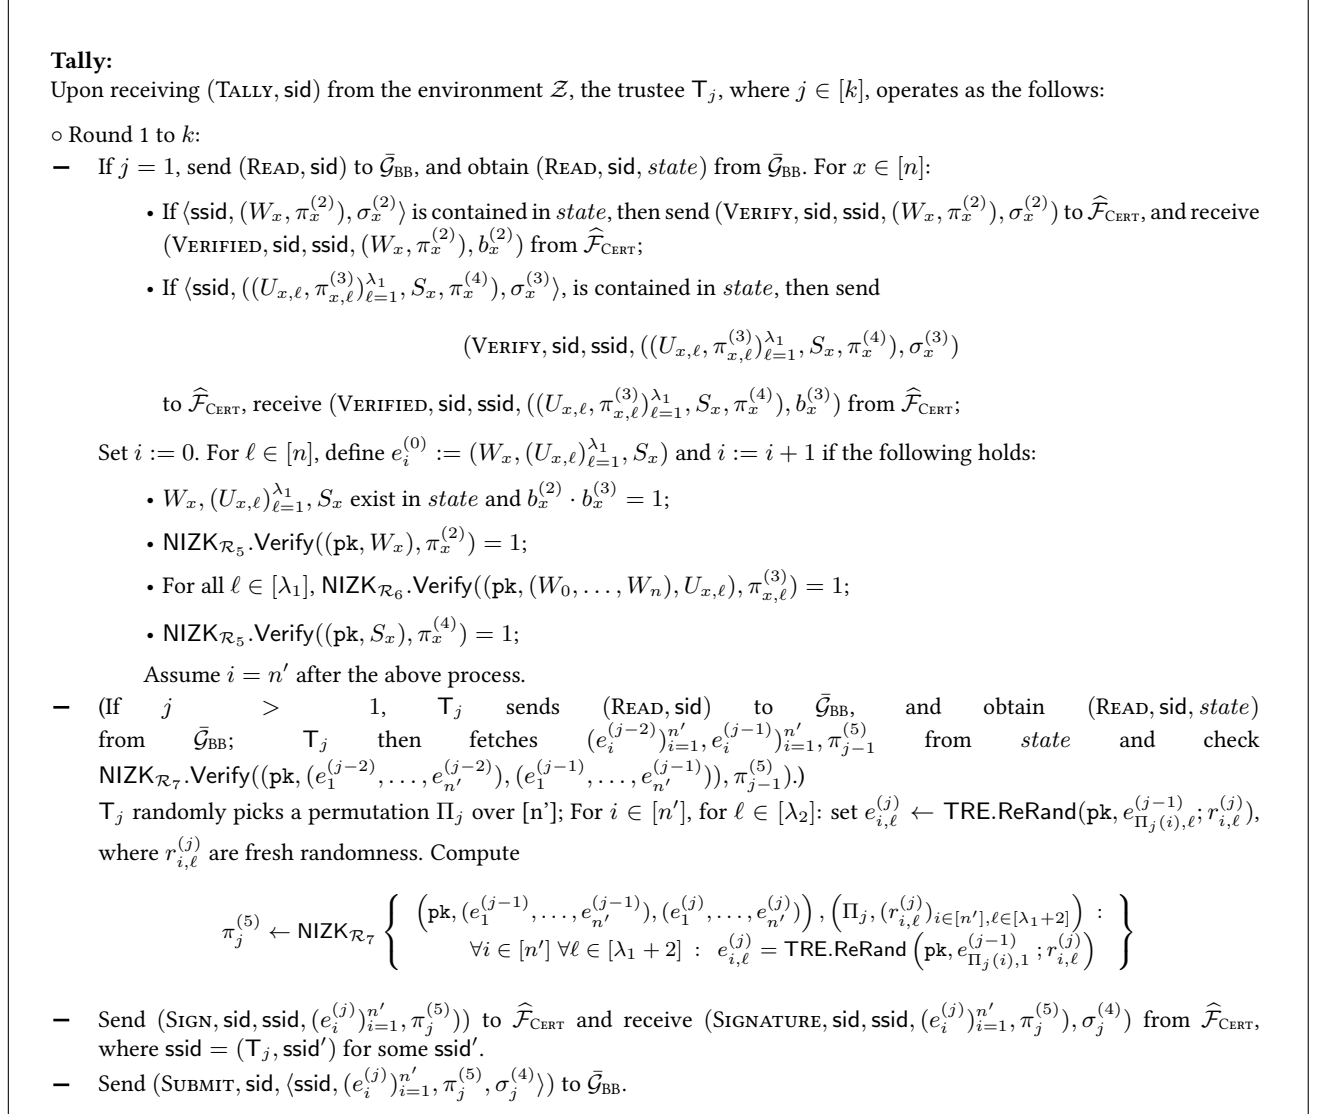 Tally:
Upon receiving (Tally, sid) from the environment 𝒵, the trustee T_j, where j ∈ [k], operates as the follows:
∘ Round 1 to k:
– If j = 1, send (Read, sid) to 𝒢̄_BB, and obtain (Read, sid, state) from 𝒢̄_BB. For x ∈ [n]:
• If ⟨ssid, (W_x, π_x^{(2)}), σ_x^{(2)}⟩ is contained in state, then send (Verify, sid, ssid, (W_x, π_x^{(2)}), σ_x^{(2)}) to ℱ̂_Cert, and receive
(Verified, sid, ssid, (W_x, π_x^{(2)}), b_x^{(2)}) from ℱ̂_Cert;
• If ⟨ssid, ((U_{x,ℓ}, π_{x,ℓ}^{(3)})_{ℓ=1}^{λ_1}, S_x, π_x^{(4)}), σ_x^{(3)}⟩, is contained in state, then send
(Verify, sid, ssid, ((U_{x,ℓ}, π_{x,ℓ}^{(3)})_{ℓ=1}^{λ_1}, S_x, π_x^{(4)}), σ_x^{(3)})
to ℱ̂_Cert, receive (Verified, sid, ssid, ((U_{x,ℓ}, π_{x,ℓ}^{(3)})_{ℓ=1}^{λ_1}, S_x, π_x^{(4)}), b_x^{(3)}) from ℱ̂_Cert;
Set i := 0. For ℓ ∈ [n], define e_i^{(0)} := (W_x, (U_{x,ℓ})_{ℓ=1}^{λ_1}, S_x) and i := i + 1 if the following holds:
• W_x, (U_{x,ℓ})_{ℓ=1}^{λ_1}, S_x exist in state and b_x^{(2)} · b_x^{(3)} = 1;
• NIZK_{ℛ_5}.Verify((pk, W_x), π_x^{(2)}) = 1;
• For all ℓ ∈ [λ_1], NIZK_{ℛ_6}.Verify((pk, (W_0, . . . , W_n), U_{x,ℓ}), π_{x,ℓ}^{(3)}) = 1;
• NIZK_{ℛ_5}.Verify((pk, S_x), π_x^{(4)}) = 1;
Assume i = n′ after the above process.
– (If j > 1, T_j sends (Read, sid) to 𝒢̄_BB, and obtain (Read, sid, state)
from 𝒢̄_BB; T_j then fetches (e_i^{(j−2)})_{i=1}^{n′}, e_i^{(j−1)})_{i=1}^{n′}, π_{j−1}^{(5)} from state and check
NIZK_{ℛ_7}.Verify((pk, (e_1^{(j−2)}, . . . , e_{n′}^{(j−2)}), (e_1^{(j−1)}, . . . , e_{n′}^{(j−1)})), π_{j−1}^{(5)}).)
T_j randomly picks a permutation Π_j over [n']; For i ∈ [n′], for ℓ ∈ [λ_2]: set e_{i,ℓ}^{(j)} ← TRE.ReRand(pk, e_{Π_j(i),ℓ}^{(j−1)}; r_{i,ℓ}^{(j)}),
where r_{i,ℓ}^{(j)} are fresh randomness. Compute
π_j^{(5)} ← NIZK_{ℛ_7} { (pk, (e_1^{(j−1)}, . . . , e_{n′}^{(j−1)}), (e_1^{(j)}, . . . , e_{n′}^{(j)})), (Π_j, (r_{i,ℓ}^{(j)})_{i∈[n′],ℓ∈[λ_1+2]}) :
∀i ∈ [n′] ∀ℓ ∈ [λ_1 + 2] : e_{i,ℓ}^{(j)} = TRE.ReRand (pk, e_{Π_j(i),1}^{(j−1)} ; r_{i,ℓ}^{(j)}) }
– Send (Sign, sid, ssid, (e_i^{(j)})_{i=1}^{n′}, π_j^{(5)})) to ℱ̂_Cert and receive (Signature, sid, ssid, (e_i^{(j)})_{i=1}^{n′}, π_j^{(5)}), σ_j^{(4)}) from ℱ̂_Cert,
where ssid = (T_j, ssid′) for some ssid′.
– Send (Submit, sid, ⟨ssid, (e_i^{(j)})_{i=1}^{n′}, π_j^{(5)}, σ_j^{(4)}⟩) to 𝒢̄_BB.